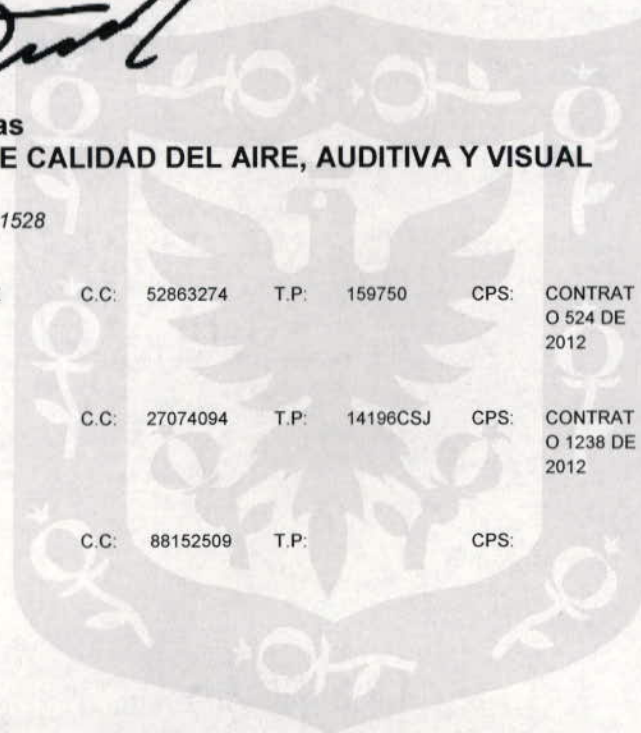 as
E CALIDAD DEL AIRE, AUDITIVA Y VISUAL
1528
C.C: 52863274 T.P: 159750 CPS: CONTRAT
O 524 DE
2012
C.C: 27074094 T.P: 14196CSJ CPS: CONTRAT
O 1238 DE
2012
C.C: 88152509 T.P: CPS: